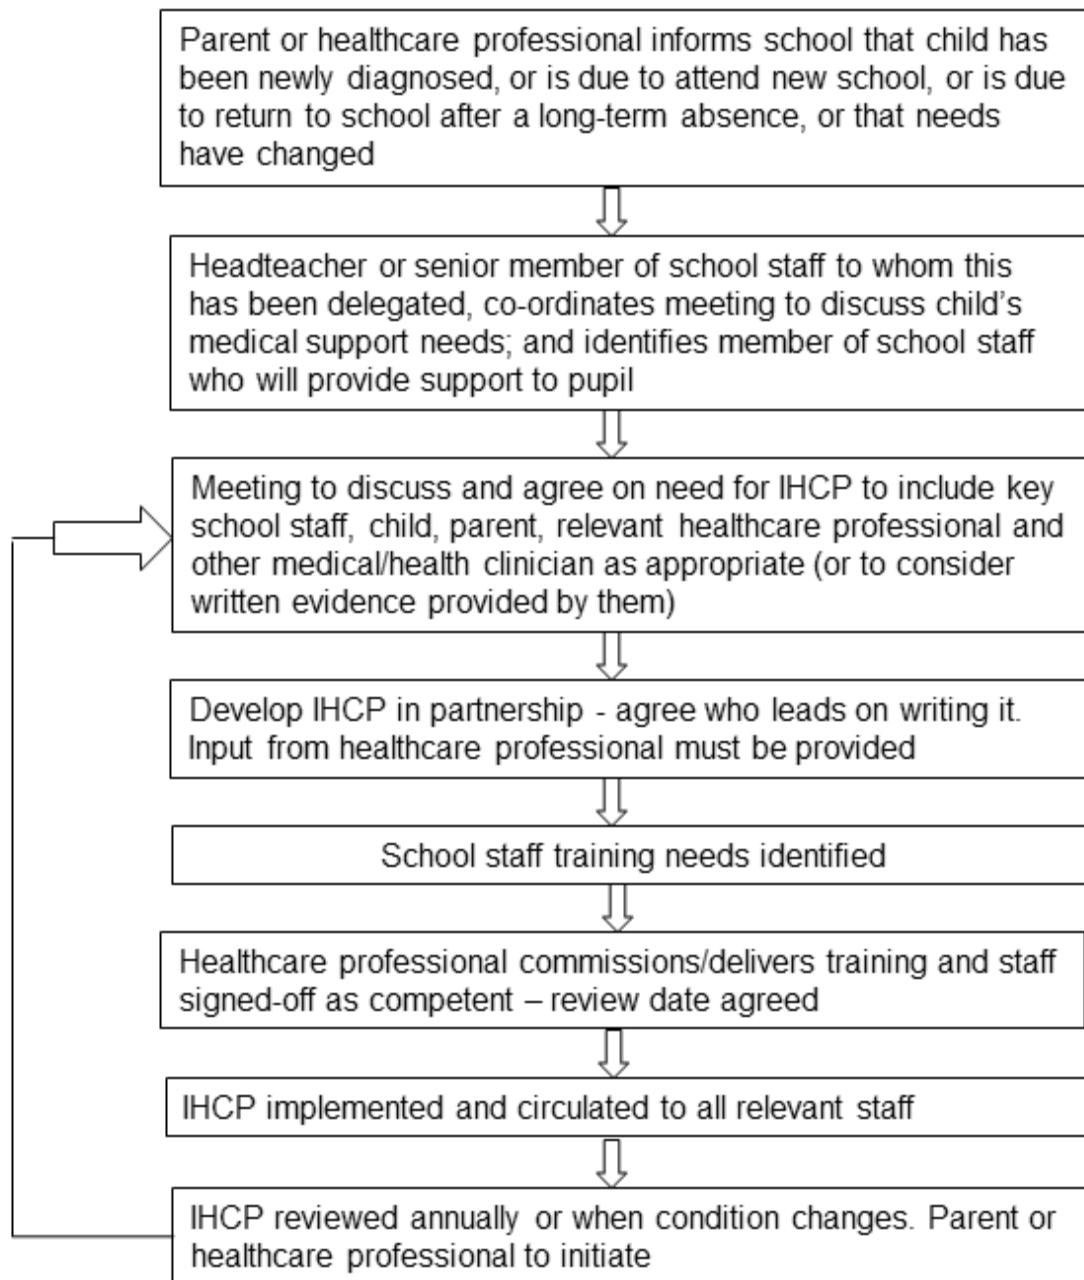 Parent or healthcare professional informs school that child has
been newly diagnosed, or is due to attend new school, or is due
to return to school after a long-term absence, or that needs
have changed
Headteacher or senior member of school staff to whom this
has been delegated, co-ordinates meeting to discuss child's
medical support needs; and identifies member of school staff
who will provide support to pupil
Meeting to discuss and agree on need for IHCP to include key
school staff, child, parent, relevant healthcare professional and
other medical/health clinician as appropriate (or to consider
written evidence provided by them)
Develop IHCP in partnership - agree who leads on writing it.
Input from healthcare professional must be provided
School staff training needs identified
Healthcare professional commissions/delivers training and staff
signed-off as competent – review date agreed
IHCP implemented and circulated to all relevant staff
IHCP reviewed annually or when condition changes. Parent or
healthcare professional to initiate